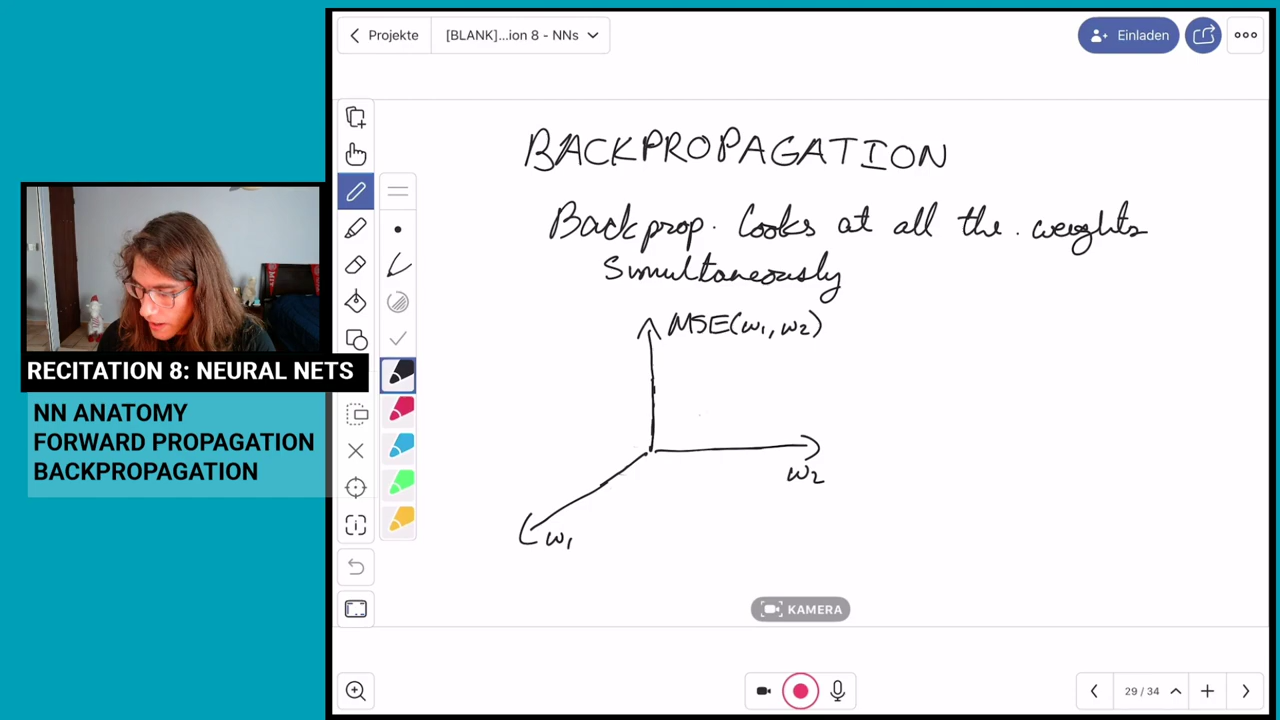 Projekte
[BLANK]...ion 8 - NNs
Einladen
BACKPROPAGATION
Backprop. looks at all the weights
simultaneously
MSE(w1, w2)
w2
w1
RECITATION 8: NEURAL NETS
NN ANATOMY
FORWARD PROPAGATION
BACKPROPAGATION
KAMERA
29 / 34